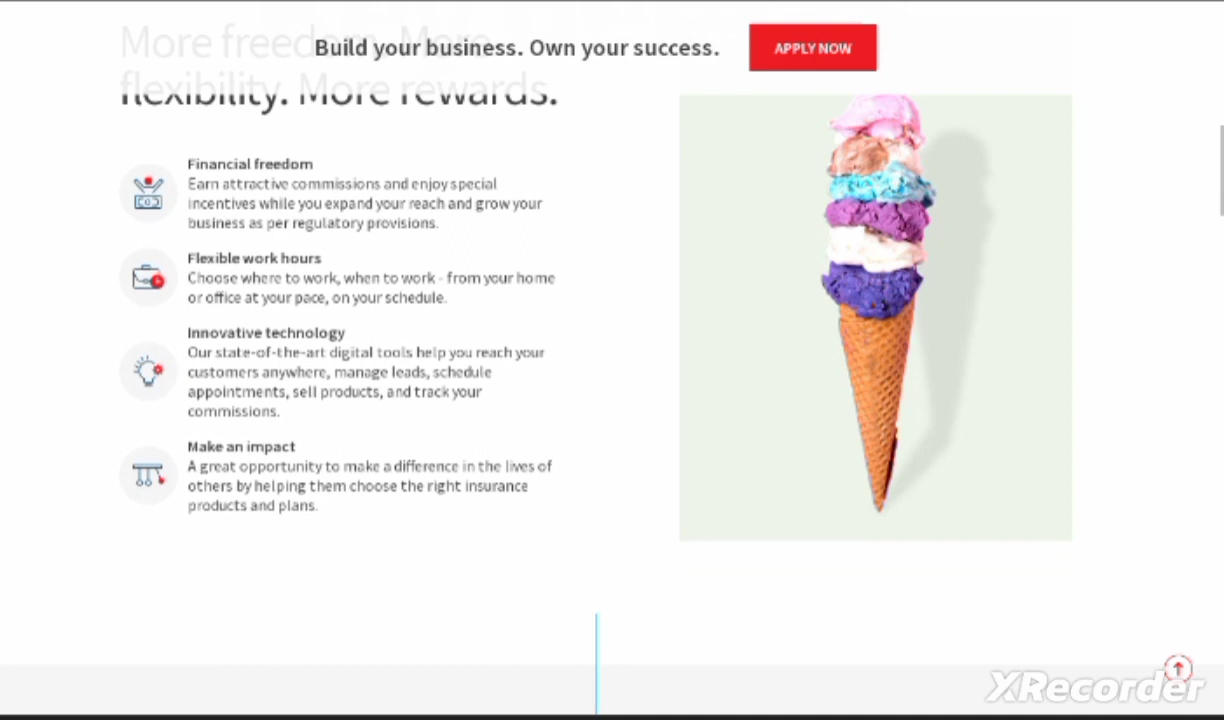 Build your business. Own your success.
APPLY NOW
More freedom. More
flexibility. More rewards.
Financial freedom
Earn attractive commissions and enjoy special
incentives while you expand your reach and grow your
business as per regulatory provisions.
Flexible work hours
Choose where to work, when to work - from your home
or office at your pace, on your schedule.
Innovative technology
Our state-of-the-art digital tools help you reach your
customers anywhere, manage leads, schedule
appointments, sell products, and track your
commissions.
Make an impact
A great opportunity to make a difference in the lives of
others by helping them choose the right insurance
products and plans.
XRecorder